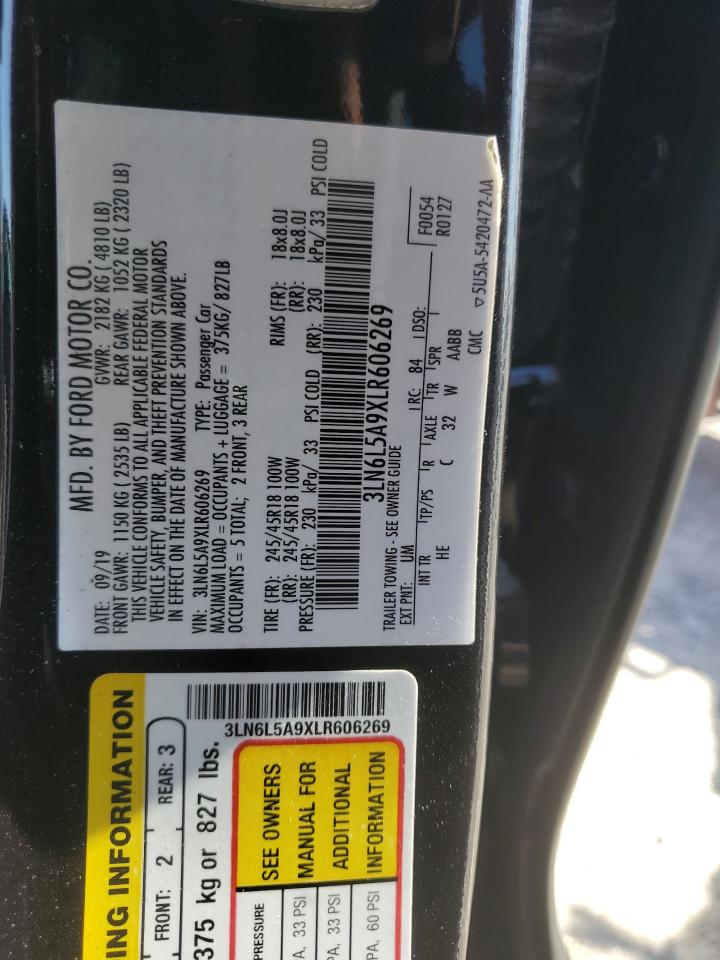 MFD. BY FORD MOTOR CO.
DATE: 09/19 GVWR: 2182 KG ( 4810 LB)
FRONT GAWR: 1150 KG ( 2535 LB) REAR GAWR: 1052 KG ( 2320 LB)
THIS VEHICLE CONFORMS TO ALL APPLICABLE FEDERAL MOTOR
VEHICLE SAFETY, BUMPER, AND THEFT PREVENTION STANDARDS
IN EFFECT ON THE DATE OF MANUFACTURE SHOWN ABOVE.
VIN: 3LN6L5A9XLR606269 TYPE: Passenger Car
MAXIMUM LOAD = OCCUPANTS + LUGGAGE = 375KG/ 827LB
OCCUPANTS = 5 TOTAL; 2 FRONT, 3 REAR
TIRE (FR): 245/45R18 100W RIMS (FR): 18x8.0J
(RR): 245/45R18 100W (RR): 18x8.0J
PRESSURE (FR): 230 kPa/ 33 PSI COLD (RR): 230 kPa/ 33 PSI COLD
3LN6L5A9XLR606269
TRAILER TOWING - SEE OWNER GUIDE
EXT PNT: UM RC: 84 DSO: F0054
R0127
INT TR TP/PS R AXLE TR SPR
HE C 32 W AABB
CMC
▽5U5A-5420472-AA
ING INFORMATION
FRONT: 2 REAR: 3
375 kg or 827 lbs.
3LN6L5A9XLR606269
PRESSURE
A, 33 PSI
PA, 33 PSI
PA, 60 PSI
SEE OWNERS
MANUAL FOR
ADDITIONAL
INFORMATION